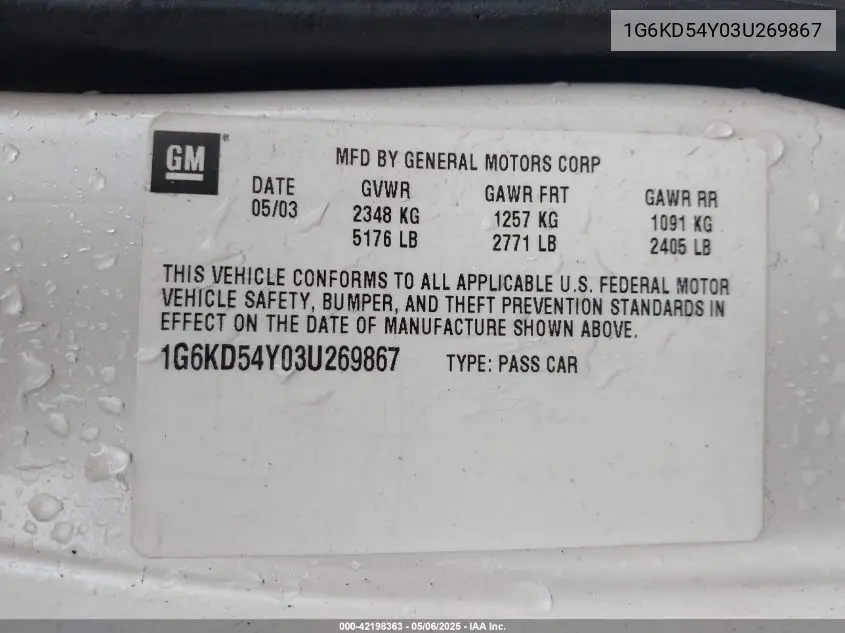 1G6KD54Y03U269867
GM®
MFD BY GENERAL MOTORS CORP
DATE GVWR GAWR FRT GAWR RR
05/03 2348 KG 1257 KG 1091 KG
5176 LB 2771 LB 2405 LB
THIS VEHICLE CONFORMS TO ALL APPLICABLE U.S. FEDERAL MOTOR
VEHICLE SAFETY, BUMPER, AND THEFT PREVENTION STANDARDS IN
EFFECT ON THE DATE OF MANUFACTURE SHOWN ABOVE.
1G6KD54Y03U269867 TYPE: PASS CAR
000-42198363 - 05/06/2025 - IAA Inc.